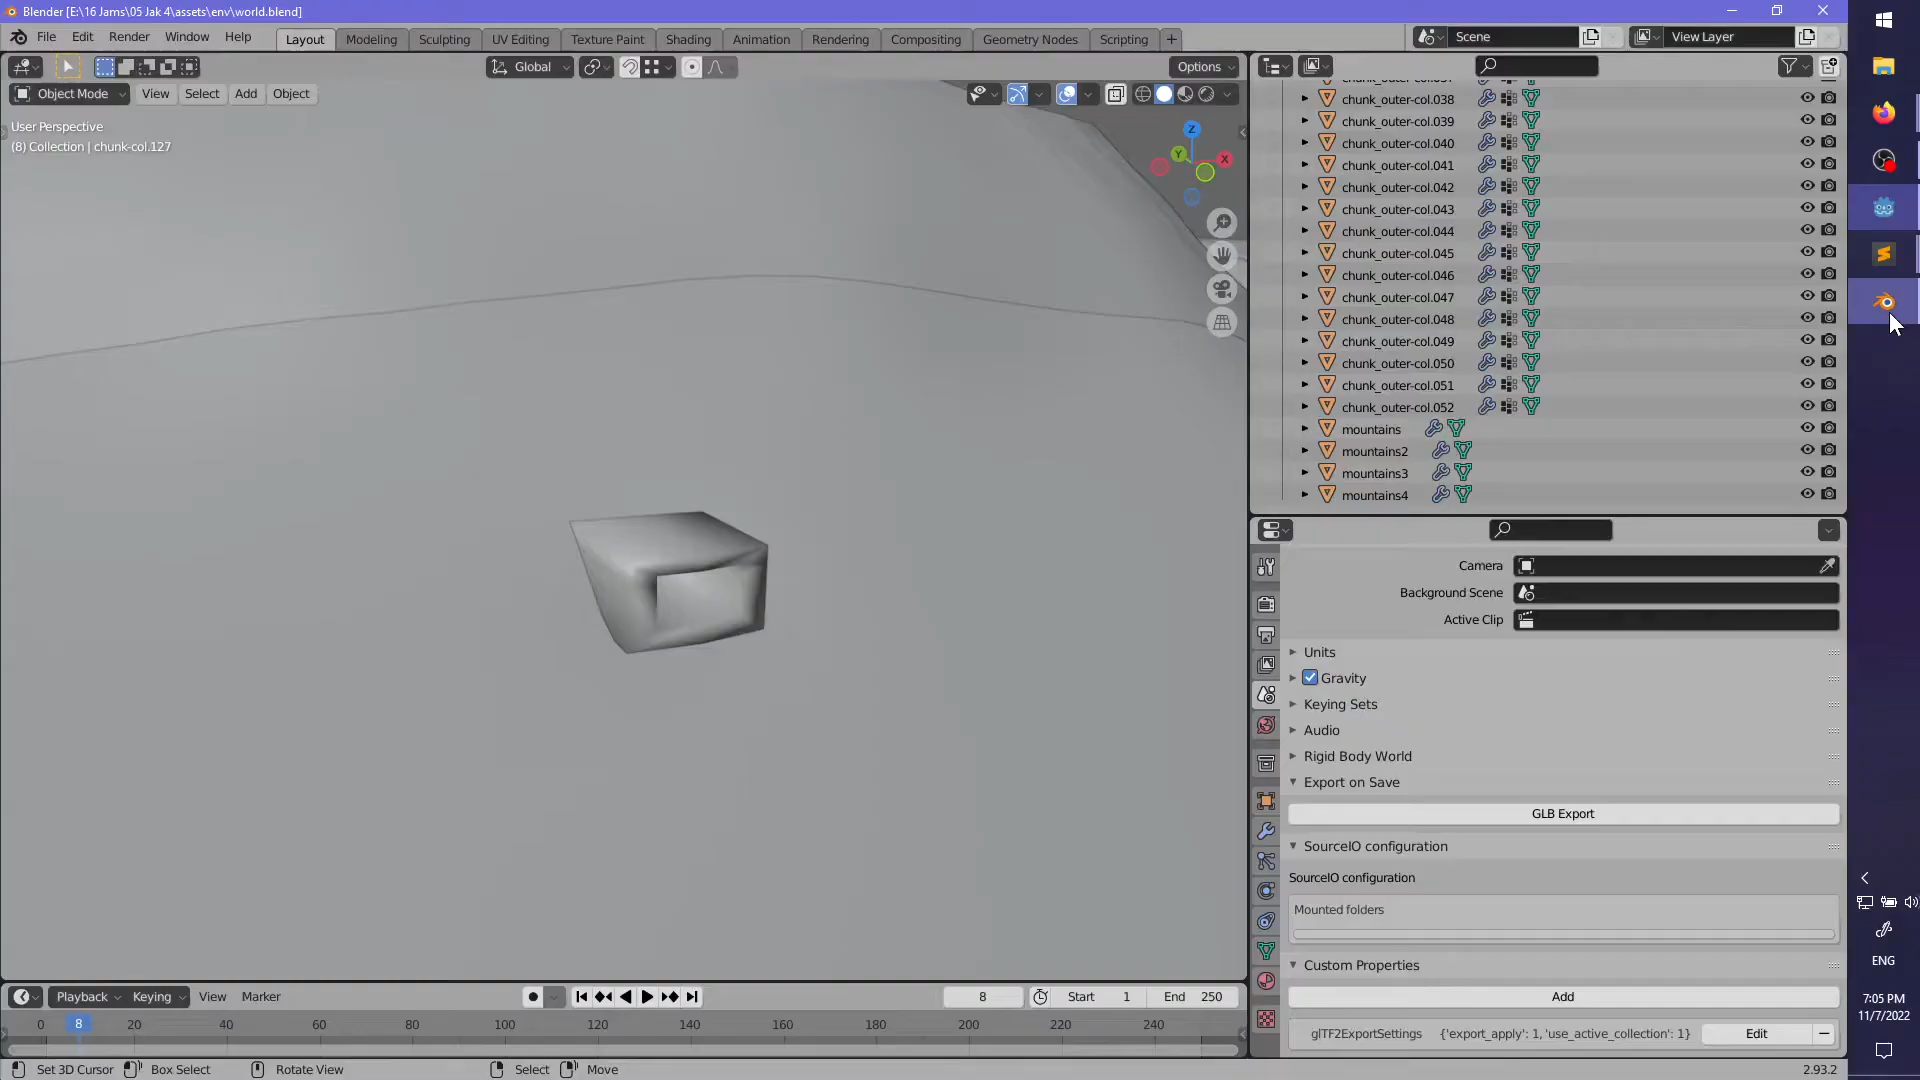 Blender [E:\16 Jams\05 Jak 4\assets\env\world.blend]
File Edit Render Window Help Layout Modeling Sculpting UV Editing Texture Paint Shading Animation Rendering Compositing Geometry Nodes Scripting + Scene View Layer
Global Options
Object Mode View Select Add Object
User Perspective
(8) Collection | chunk-col.127
Z
Y
X
chunk_outer-col.038
chunk_outer-col.039
chunk_outer-col.040
chunk_outer-col.041
chunk_outer-col.042
chunk_outer-col.043
chunk_outer-col.044
chunk_outer-col.045
chunk_outer-col.046
chunk_outer-col.047
chunk_outer-col.048
chunk_outer-col.049
chunk_outer-col.050
chunk_outer-col.051
chunk_outer-col.052
mountains
mountains2
mountains3
mountains4
Camera
Background Scene
Active Clip
Units
Gravity
Keying Sets
Audio
Rigid Body World
Export on Save
GLB Export
SourceIO configuration
SourceIO configuration
Mounted folders
Custom Properties
Add
glTF2ExportSettings {'export_apply': 1, 'use_active_collection': 1} Edit
Playback Keying View Marker 8 Start 1 End 250
0 8 20 40 60 80 100 120 140 160 180 200 220 240
Set 3D Cursor Box Select Rotate View Select Move 2.93.2
ENG
7:05 PM
11/7/2022